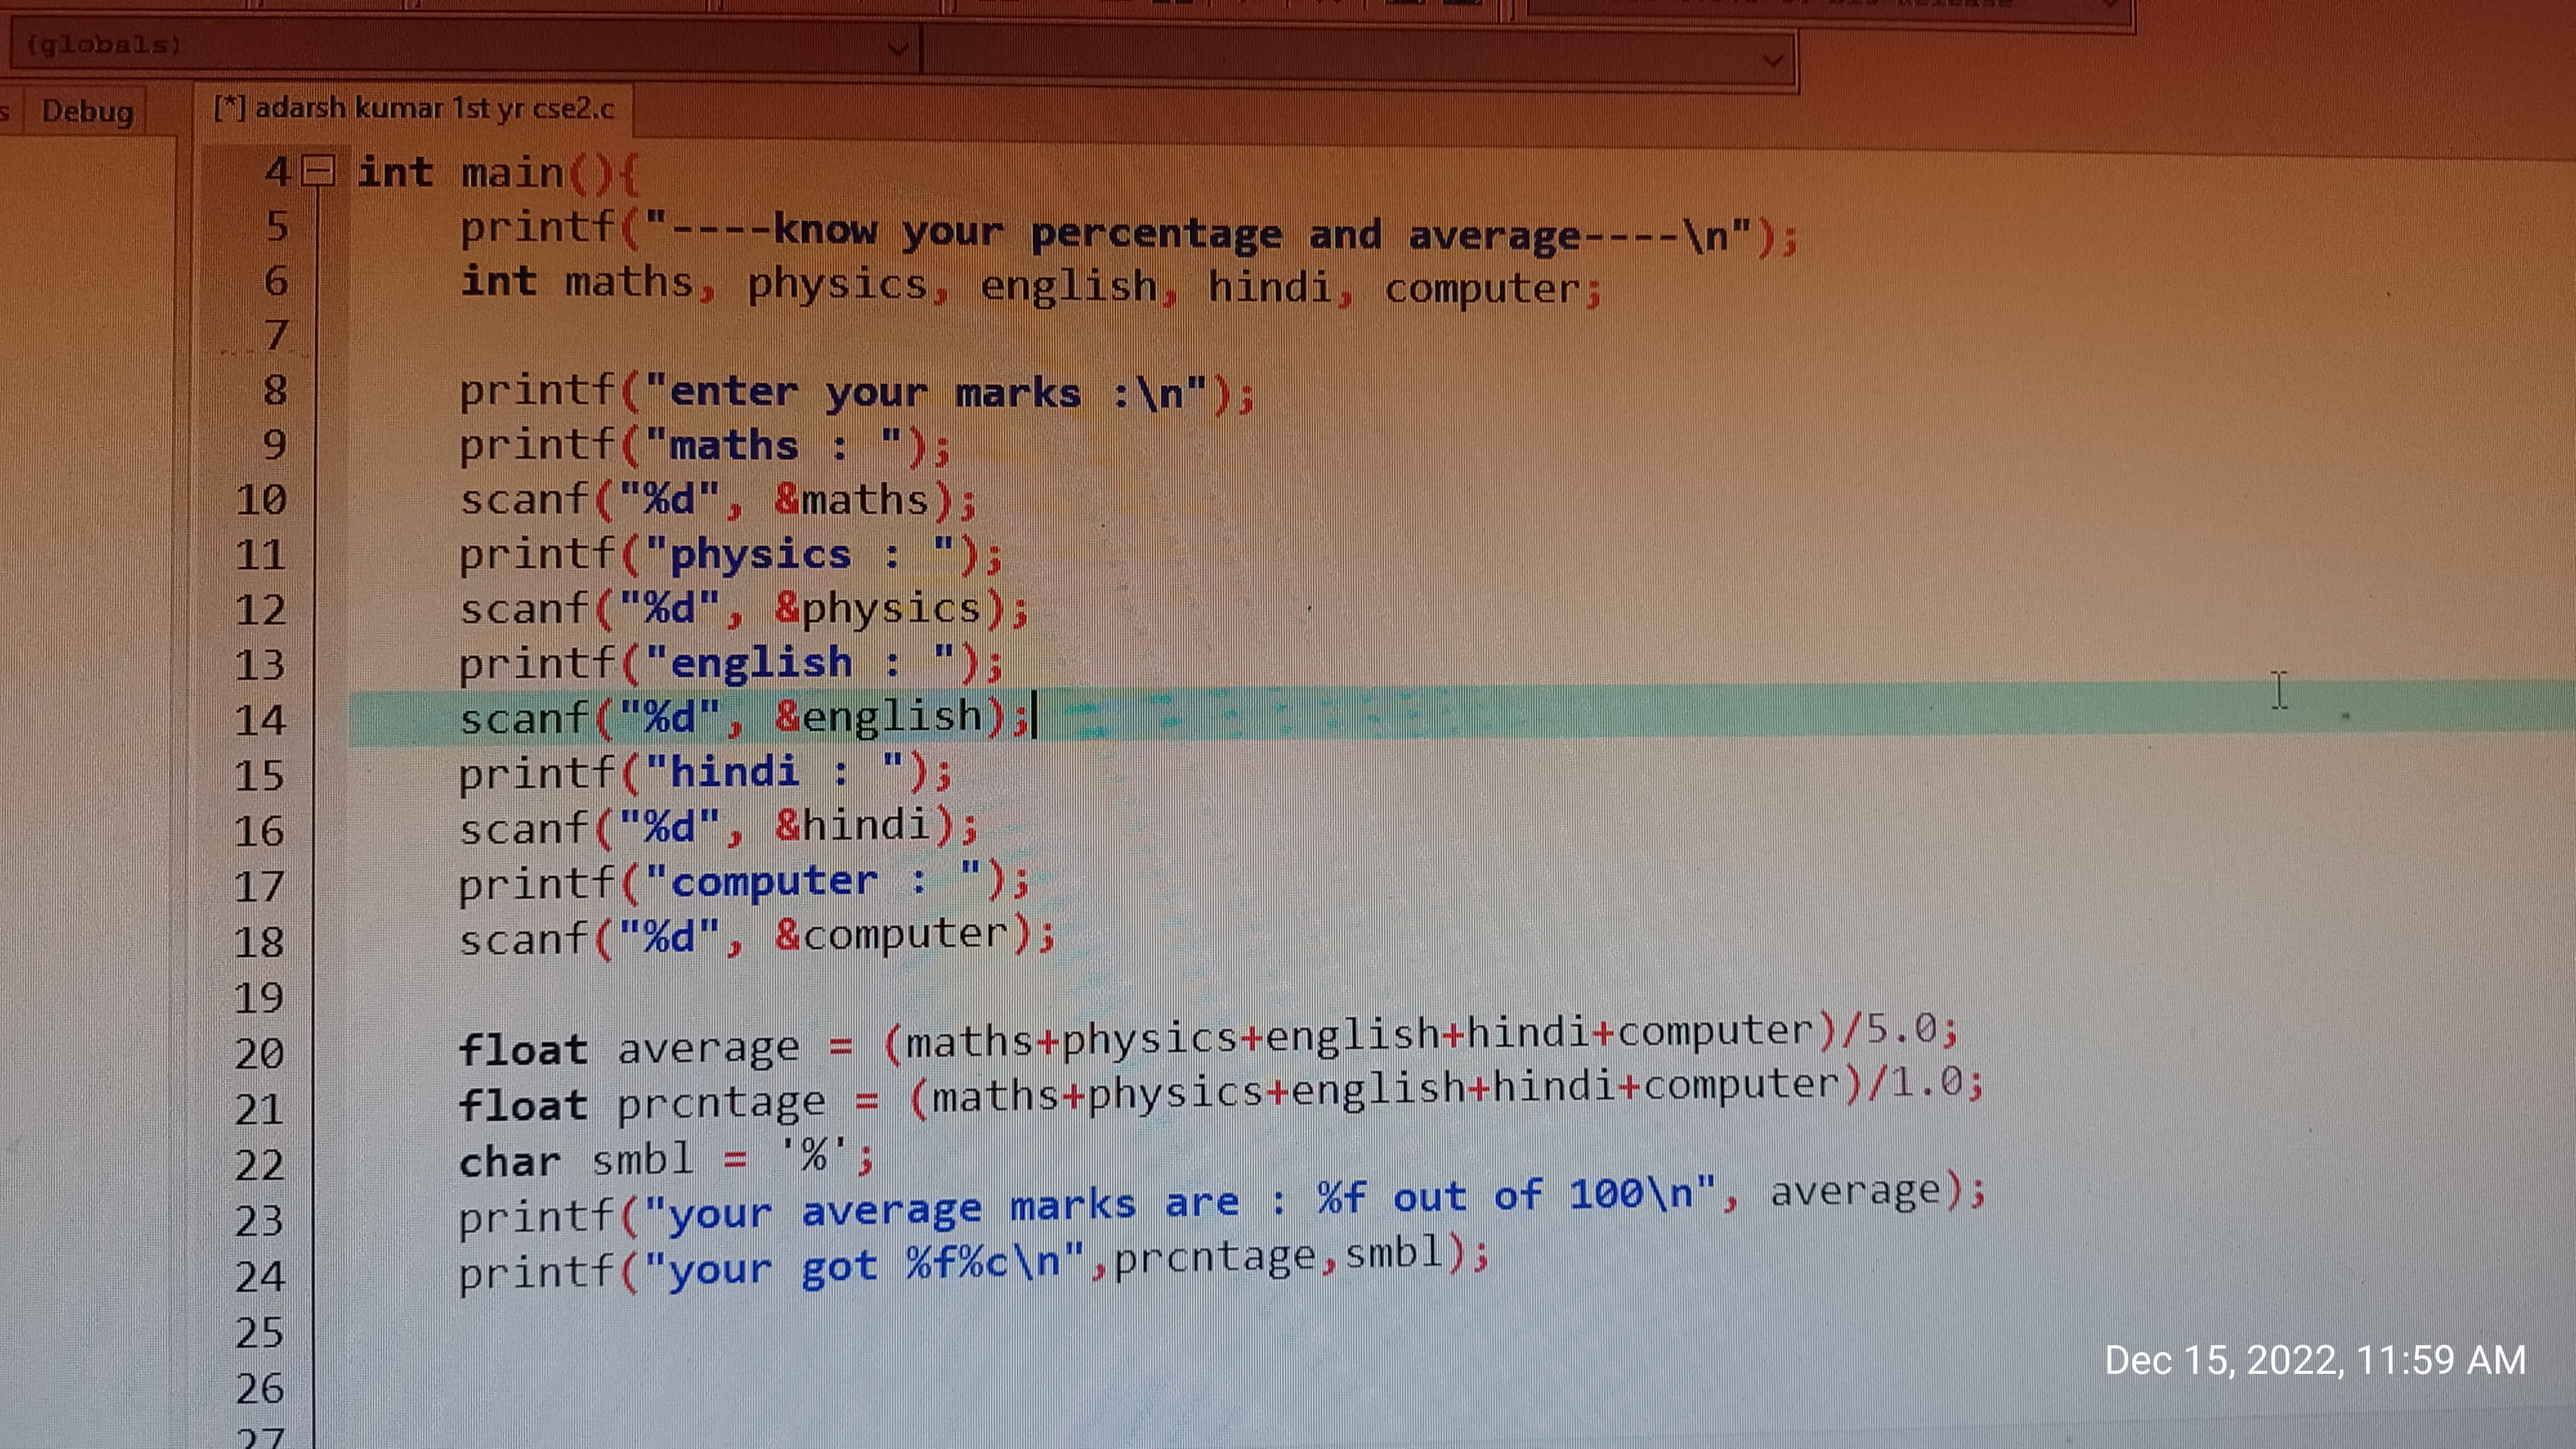 (globals)
s Debug [*] adarsh kumar 1st yr cse2.c
4 int main(){
5 printf("----know your percentage and average----\n");
6 int maths, physics, english, hindi, computer;
7
8 printf("enter your marks :\n");
9 printf("maths : ");
10 scanf("%d", &maths);
11 printf("physics : ");
12 scanf("%d", &physics);
13 printf("english : ");
14 scanf("%d", &english);
15 printf("hindi : ");
16 scanf("%d", &hindi);
17 printf("computer : ");
18 scanf("%d", &computer);
19
20 float average = (maths+physics+english+hindi+computer)/5.0;
21 float prcntage = (maths+physics+english+hindi+computer)/1.0;
22 char smbl = '%';
23 printf("your average marks are : %f out of 100\n", average);
24 printf("your got %f%c\n",prcntage,smbl);
25
26
27
Dec 15, 2022, 11:59 AM